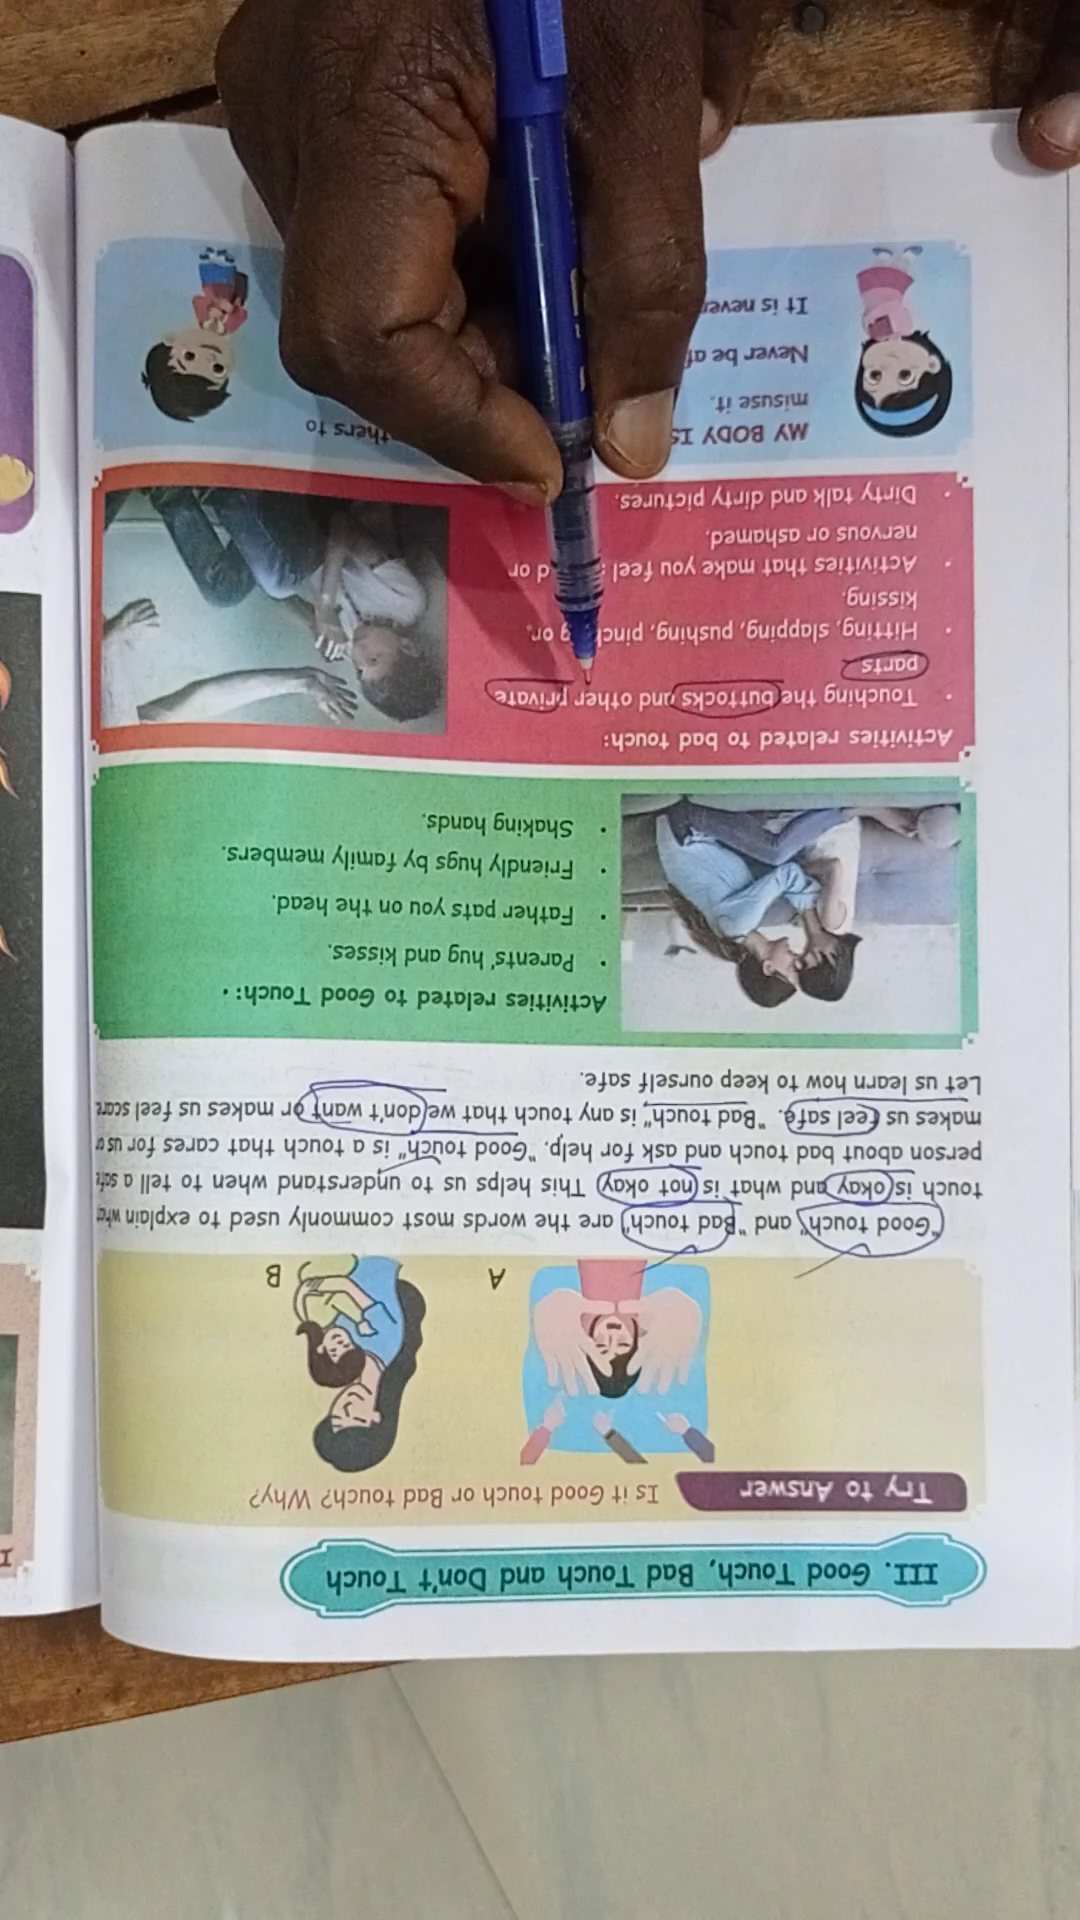 III. Good Touch, Bad Touch and Don't Touch
Try to Answer
Is it Good touch or Bad touch? Why?
A
B
"Good touch" and "Bad touch" are the words most commonly used to explain
touch is okay and what is not okay This helps us to understand when to tell a
person about bad touch and ask for help. "Good touch" is a touch that cares for us
makes us feel safe. "Bad touch", is any touch that we don't want or makes us feel
Let us learn how to keep ourself safe.
Activities related to Good Touch:
• Parents' hug and kisses.
• Father pats you on the head.
• Friendly hugs by family members.
• Shaking hands.
Activities related to bad touch:
• Touching the buttocks and other private
parts
• Hitting, slapping, pushing, or
kissing.
• Activities that make you feel or
nervous or ashamed.
• Dirty talk and dirty pictures.
MY BODY IS to
misuse it.
Never be
It is never